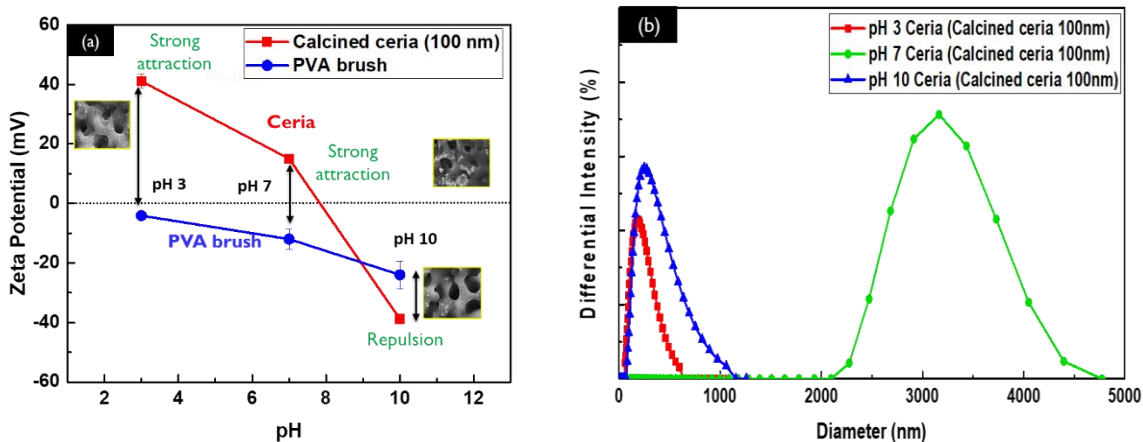 (a)
Strong
attraction
Calcined ceria (100 nm)
PVA brush
Ceria
Strong
attraction
pH 3
pH 7
PVA brush
pH 10
Repulsion
60
40
20
0
-20
-40
-60
2
4
6
8
10
12
Zeta Potential (mV)
pH
(b)
pH 3 Ceria (Calcined ceria 100nm)
pH 7 Ceria (Calcined ceria 100nm)
pH 10 Ceria (Calcined ceria 100nm)
Differential Intensity (%)
0
1000
2000
3000
4000
5000
Diameter (nm)